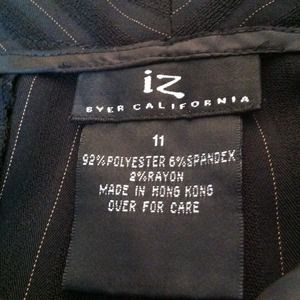 iz
BYER CALIFORNIA
11
92%POLYESTER 6%SPANDEX
2%RAYON
MADE IN HONG KONG
OVER FOR CARE